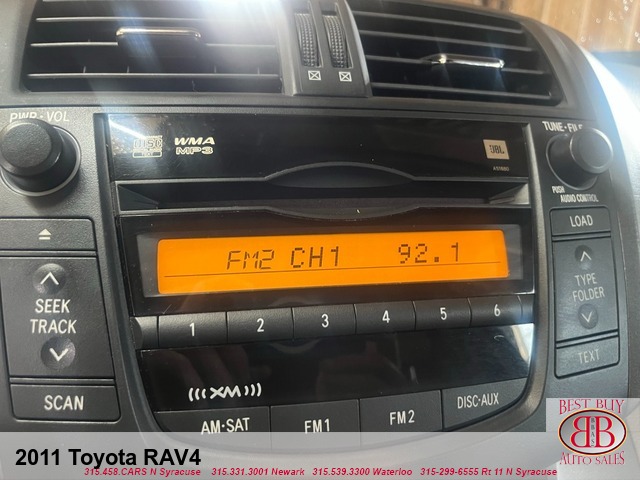 PWR·VOL
TUNE·FILE
DISC
WMA
MP3
JBL
PUSH
AUDIO CONTROL
LOAD
SEEK
TRACK
FM2 CH1 92.1
TYPE
FOLDER
1 2 3 4 5 6
TEXT
SCAN
(((XM)))
AM·SAT FM1 FM2 DISC·AUX
BEST BUY
BB
CARS
AUTO SALES
2011 Toyota RAV4
315.458.CARS N Syracuse 315.331.3001 Newark 315.539.3300 Waterloo 315-299-6555 Rt 11 N Syracuse